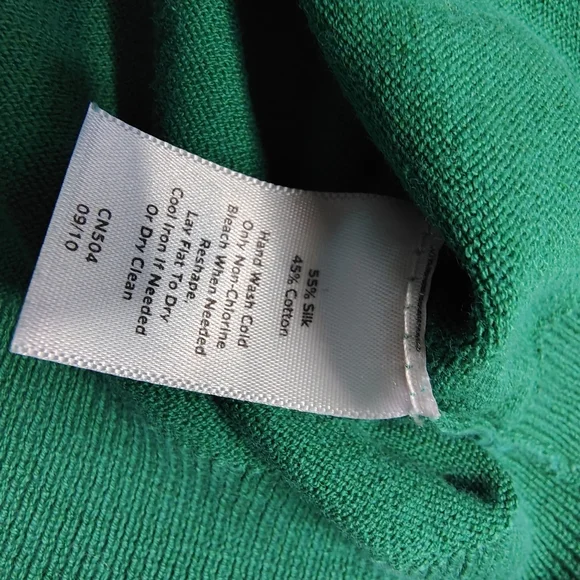 55% Silk
45% Cotton
Hand Wash Cold
Only Non-Chlorine
Bleach When Needed
Reshape
Lay Flat To Dry
Cool Iron If Needed
Or Dry Clean
CN504
09/10